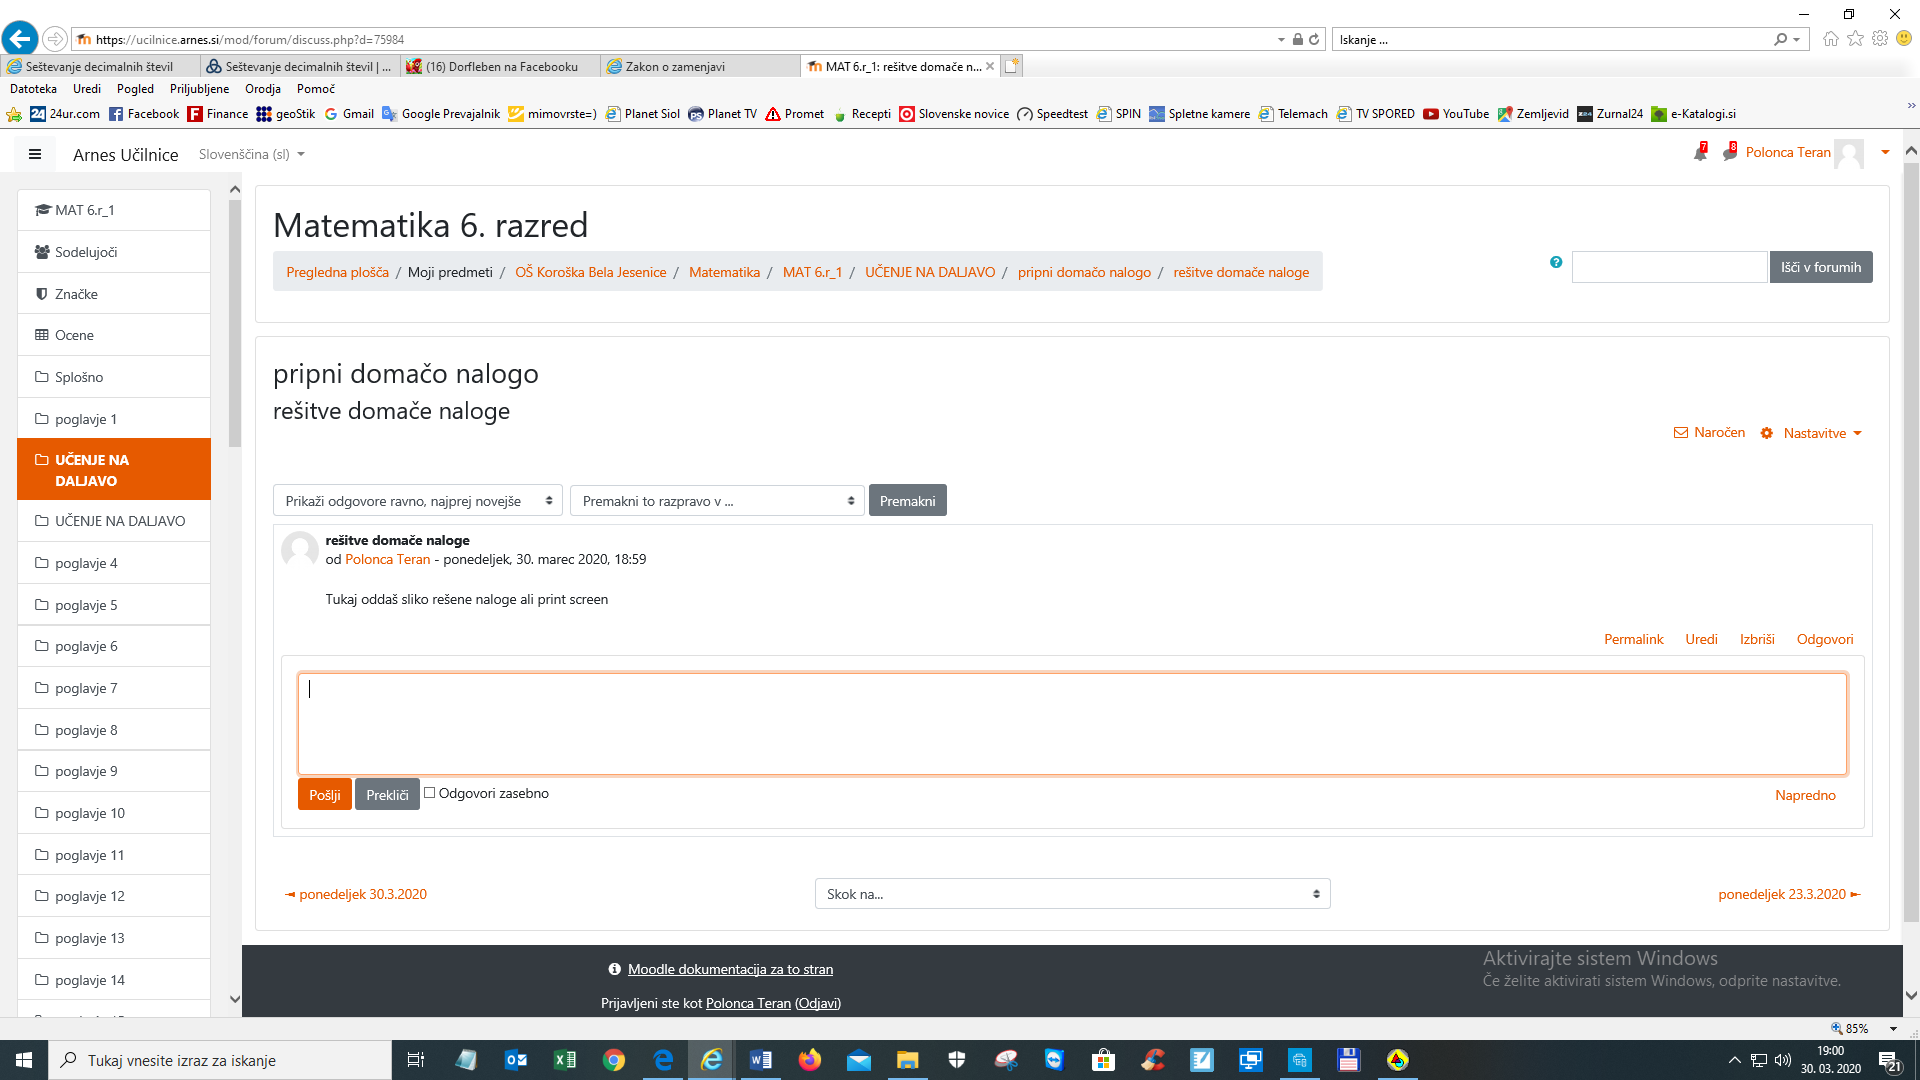 https://ucilnice.arnes.si/mod/forum/discuss.php?d=75984
Iskanje ...
Seštevanje decimalnih števil
Seštevanje decimalnih števil | ...
(16) Dorfleben na Facebooku
Zakon o zamenjavi
MAT 6.r_1: rešitve domače n...
Datoteka Uredi Pogled Priljubljene Orodja Pomoč
24ur.com Facebook Finance geoStik Gmail Google Prevajalnik mimovrste=) Planet Siol Planet TV Promet Recepti Slovenske novice Speedtest SPIN Spletne kamere Telemach TV SPORED YouTube Zemljevid Zurnal24 e-Katalogi.si
Arnes Učilnice
Slovenščina (sl)
7
8
Polonca Teran
MAT 6.r_1
Sodelujoči
Značke
Ocene
Splošno
poglavje 1
UČENJE NA
DALJAVO
UČENJE NA DALJAVO
poglavje 4
poglavje 5
poglavje 6
poglavje 7
poglavje 8
poglavje 9
poglavje 10
poglavje 11
poglavje 12
poglavje 13
poglavje 14
Matematika 6. razred
Pregledna plošča / Moji predmeti / OŠ Koroška Bela Jesenice / Matematika / MAT 6.r_1 / UČENJE NA DALJAVO / pripni domačo nalogo / rešitve domače naloge
Išči v forumih
pripni domačo nalogo
rešitve domače naloge
Naročen
Nastavitve
Prikaži odgovore ravno, najprej novejše
Premakni to razpravo v ...
Premakni
rešitve domače naloge
od Polonca Teran - ponedeljek, 30. marec 2020, 18:59
Tukaj oddaš sliko rešene naloge ali print screen
Permalink Uredi Izbriši Odgovori
Pošlji
Prekliči
Odgovori zasebno
Napredno
◄ ponedeljek 30.3.2020
Skok na...
ponedeljek 23.3.2020 ►
Moodle dokumentacija za to stran
Prijavljeni ste kot Polonca Teran (Odjavi)
Aktivirajte sistem Windows
Če želite aktivirati sistem Windows, odprite nastavitve.
85%
Tukaj vnesite izraz za iskanje
19:00
30. 03. 2020
21